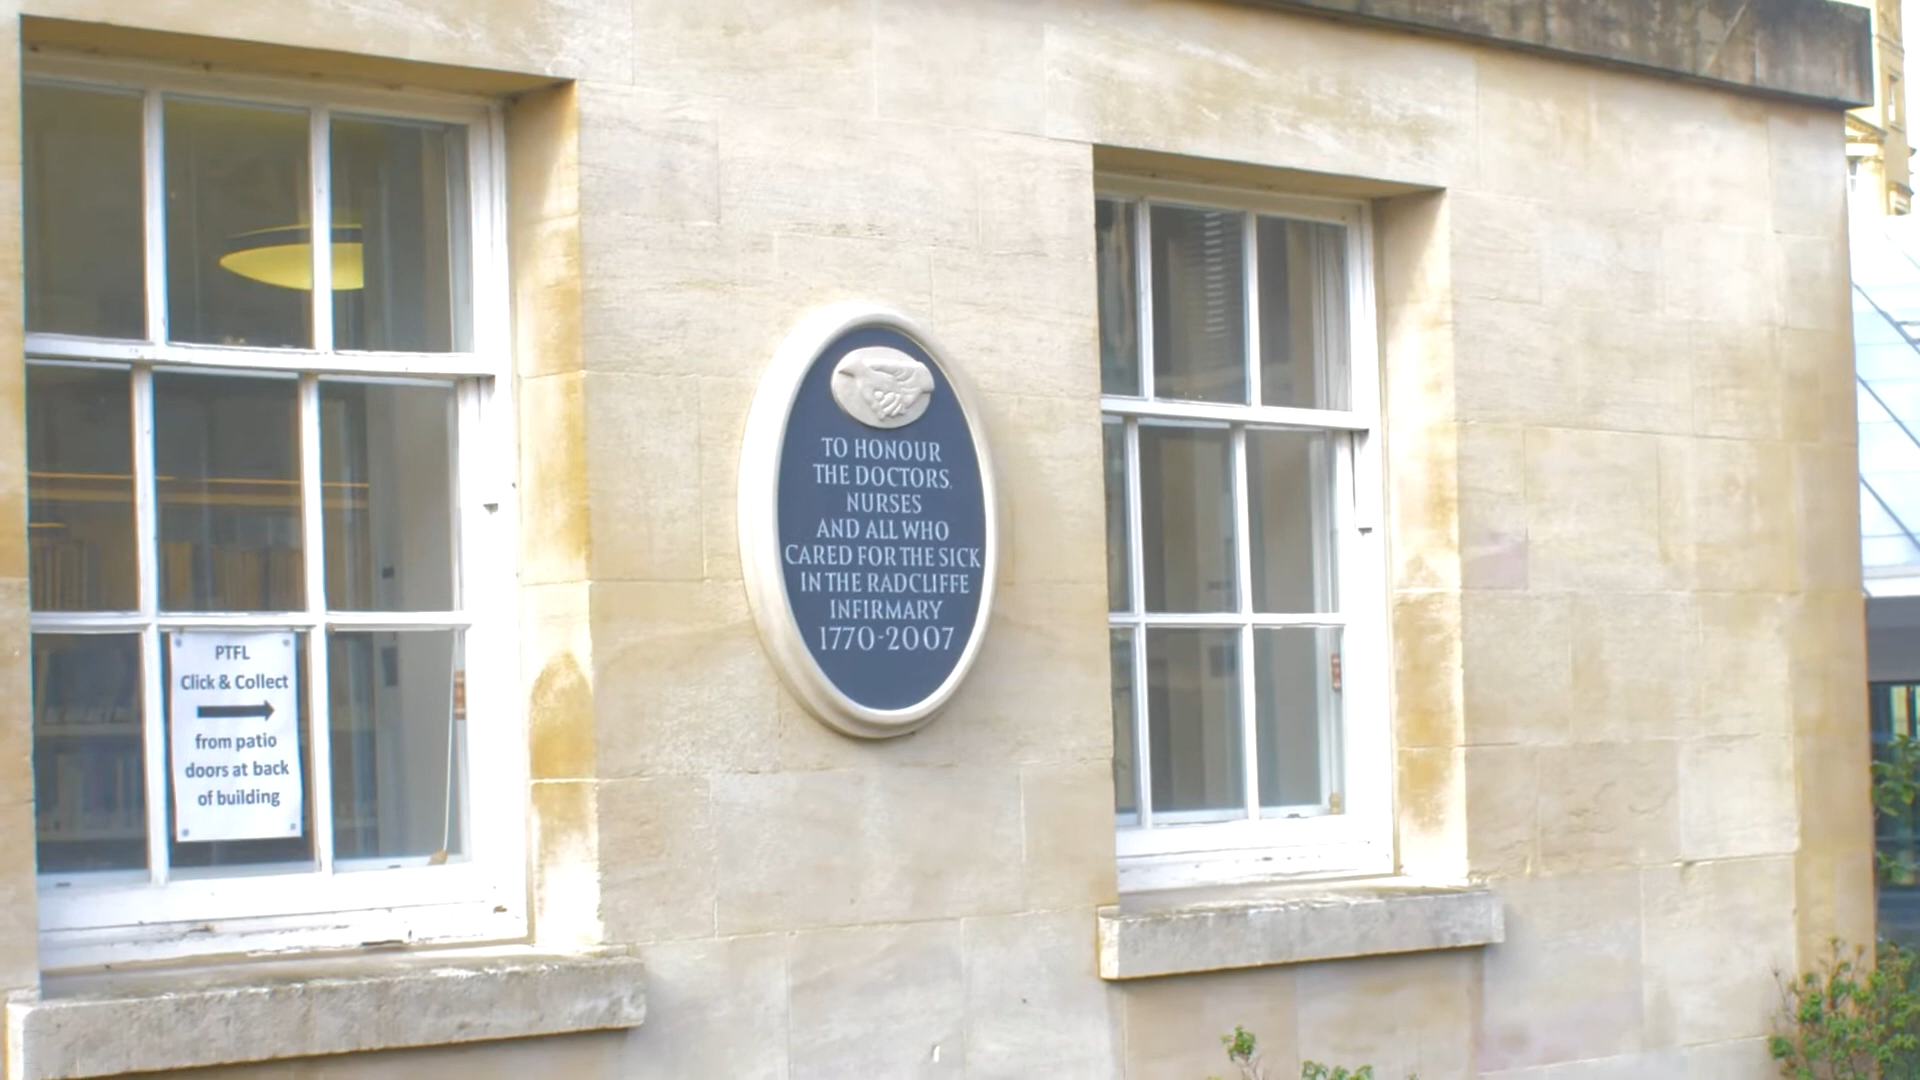 TO HONOUR
THE DOCTORS,
NURSES
AND ALL WHO
CARED FOR THE SICK
IN THE RADCLIFFE
INFIRMARY
1770-2007
PTFL
Click & Collect
from patio
doors at back
of building